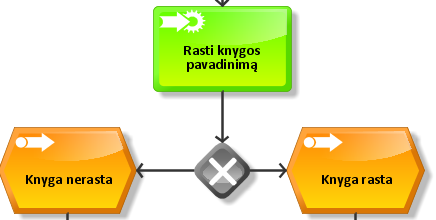 Rasti knygos
pavadinimą
Knyga nerasta
Knyga rasta